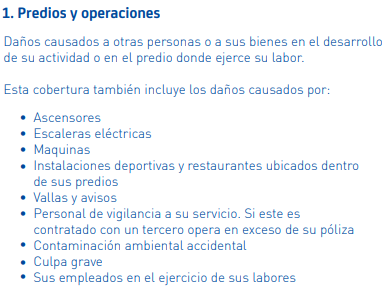 1. Predios y operaciones
Daños causados a otras personas o a sus bienes en el desarrollo
de su actividad o en el predio donde ejerce su labor.
Esta cobertura también incluye los daños causados por:
• Ascensores
• Escaleras eléctricas
• Maquinas
• Instalaciones deportivas y restaurantes ubicados dentro
de sus predios
• Vallas y avisos
• Personal de vigilancia a su servicio. Si este es
contratado con un tercero opera en exceso de su póliza
• Contaminación ambiental accidental
• Culpa grave
• Sus empleados en el ejercicio de sus labores